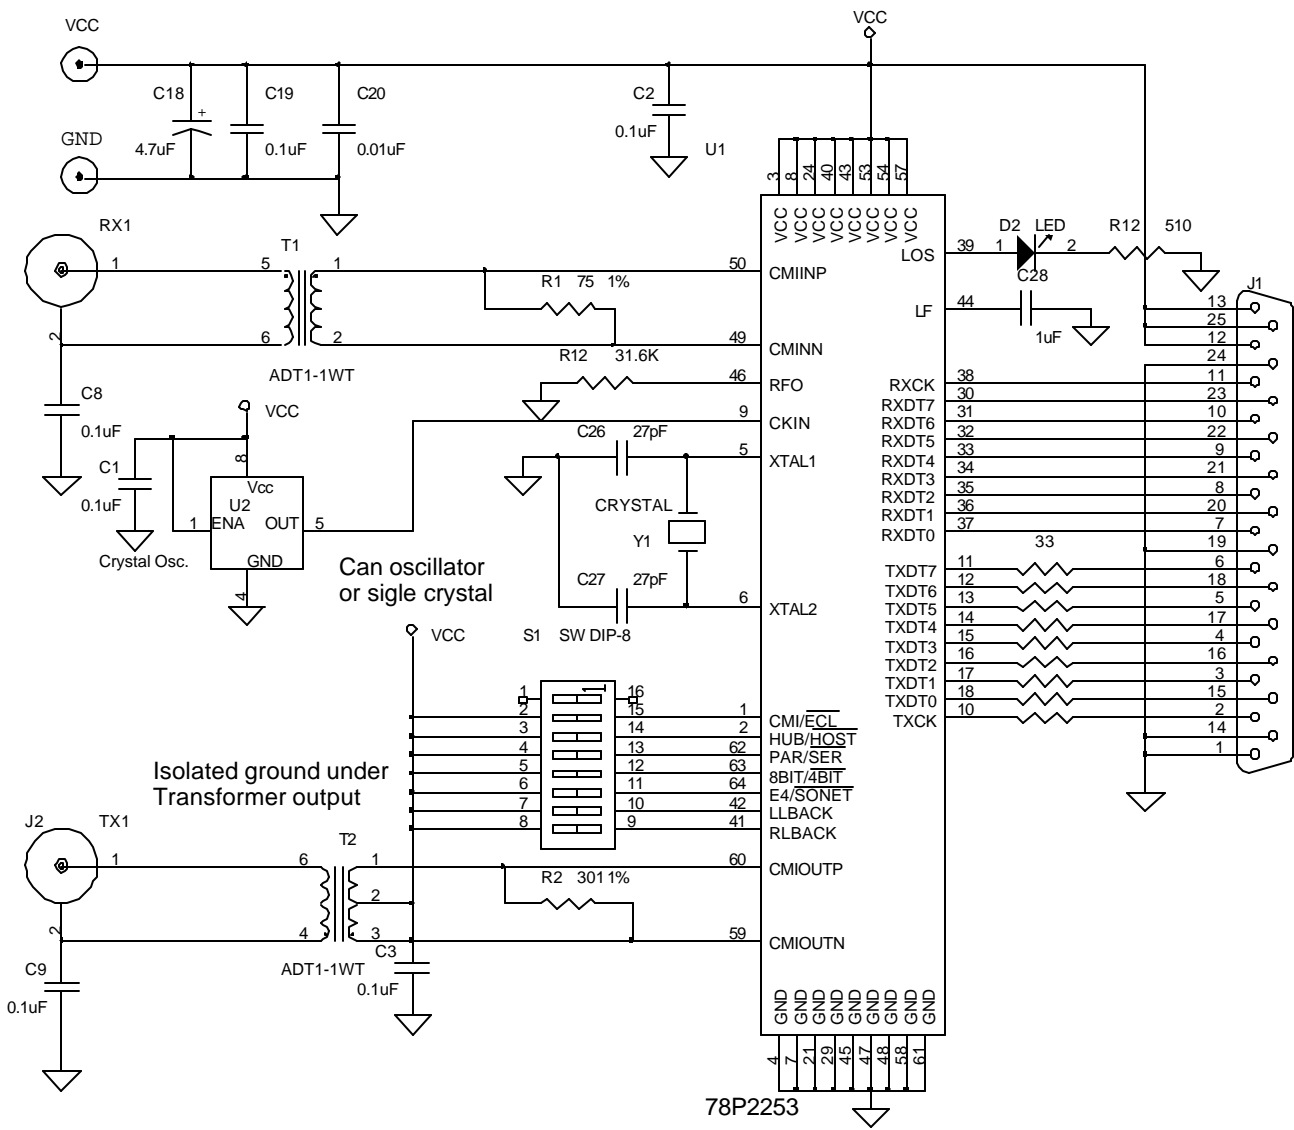 VCC
VCC
C18
+
4.7uF
C19
0.1uF
C20
0.01uF
C2
0.1uF
GND
U1
3 8 24 40 43 53 54 57
VCC VCC VCC VCC VCC VCC VCC VCC
RX1
1
2
T1
5 1
6 2
ADT1-1WT
R1 75 1%
50 CMIINP
49 CMINN
R12 31.6K
46 RFO
9 CKIN
C26 27pF
5 XTAL1
CRYSTAL
Y1
C27 27pF
6 XTAL2
C8
0.1uF
VCC
C1
0.1uF
8
Vcc
U2
1 ENA OUT 5
GND
4
Crystal Osc.
Can oscillator
or sigle crystal
VCC
S1 SW DIP-8
1
1 16
2 15 1 CMI/ECL
3 14 2 HUB/HOST
4 13 62 PAR/SER
5 12 63 8BIT/4BIT
6 11 64 E4/SONET
7 10 42 LLBACK
8 9 41 RLBACK
Isolated ground under
Transformer output
J2 TX1
1
2
T2
6 1
2
4 3
ADT1-1WT
C3
0.1uF
R2 301 1%
60 CMIOUTP
59 CMIOUTN
C9
0.1uF
GND GND GND GND GND GND GND GND GND
4 7 21 29 45 47 48 58 61
78P2253
LOS 39 1 D2 LED 2 R12 510
LF 44 C28
1uF
J1
13
25
12
24
RXCK 38 11
RXDT7 30 23
RXDT6 31 10
RXDT5 32 22
RXDT4 33 9
RXDT3 34 21
RXDT2 35 8
RXDT1 36 20
RXDT0 37 7
33 19
TXDT7 11 6
TXDT6 12 18
TXDT5 13 5
TXDT4 14 17
TXDT3 15 4
TXDT2 16 16
TXDT1 17 3
TXDT0 18 15
TXCK 10 2
14
1